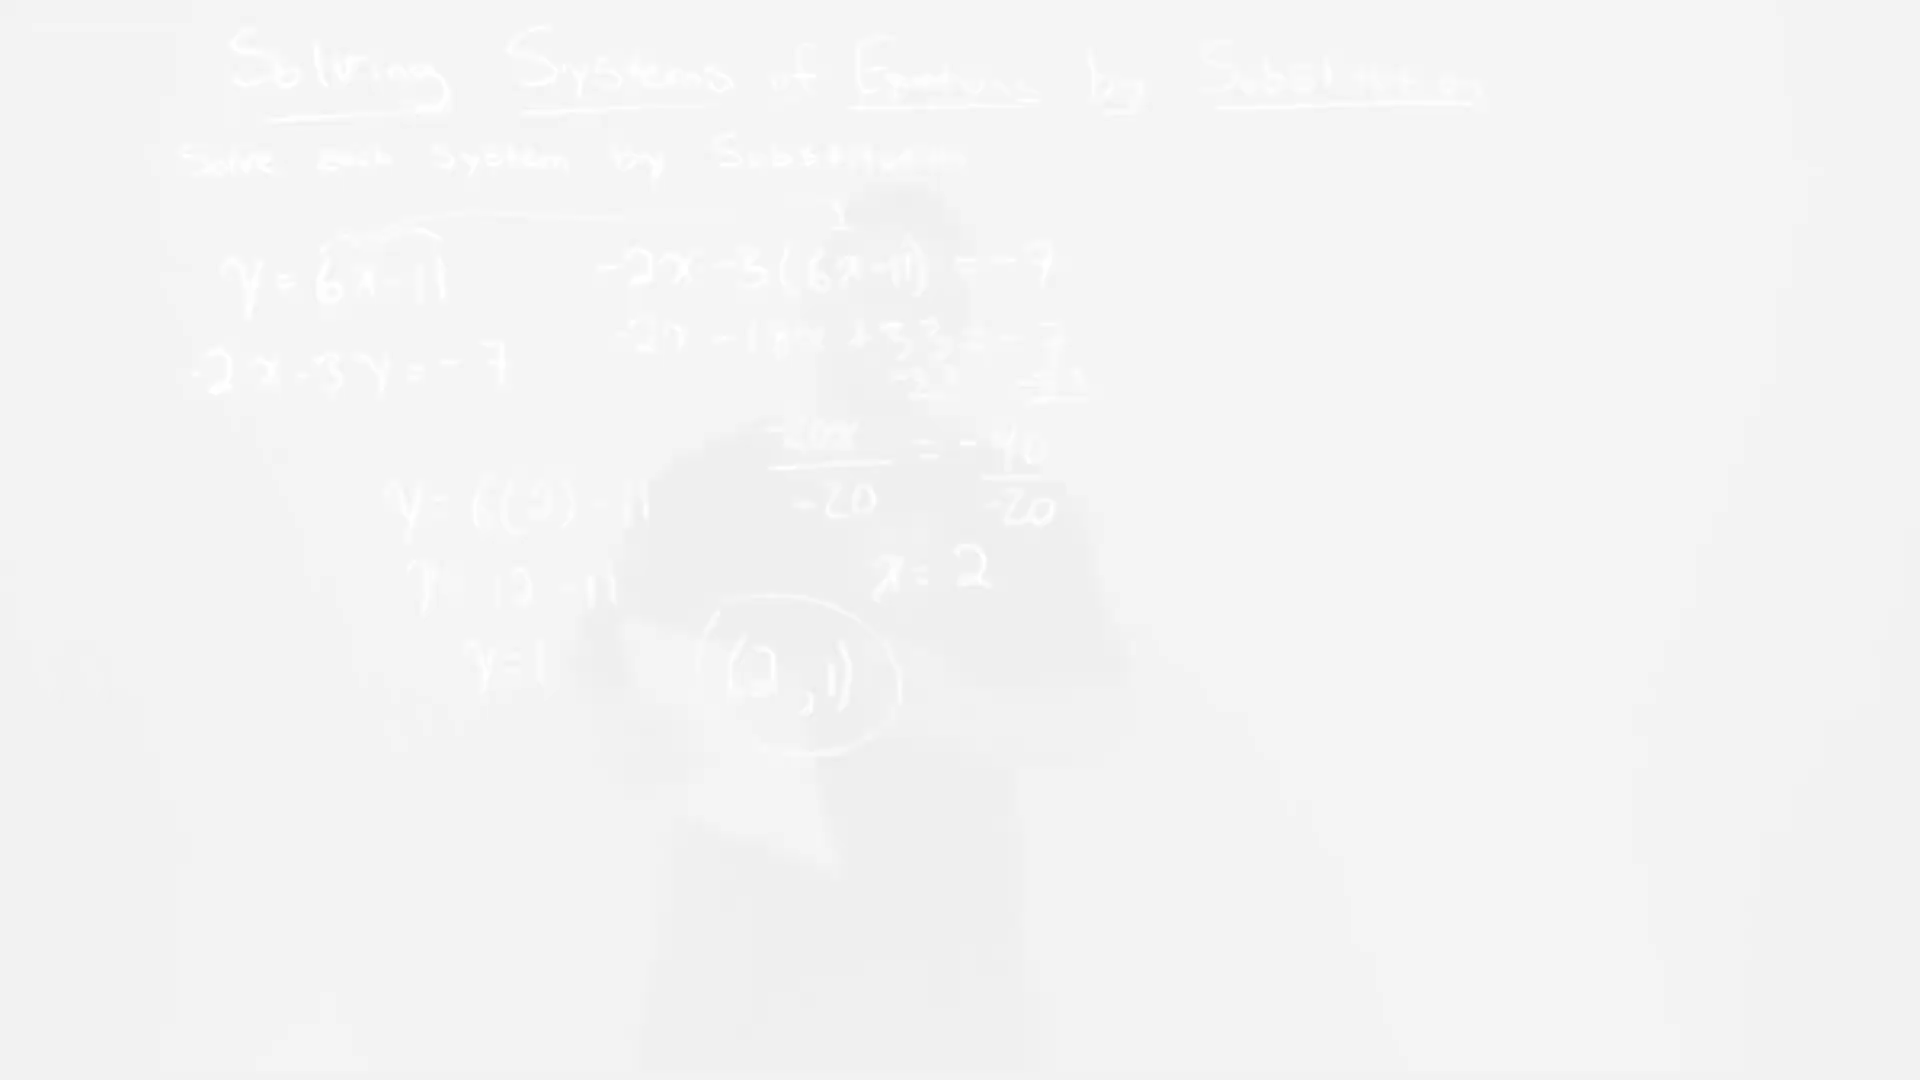 Solving Systems of Equations by Substitution
Solve each system by Substitution
y = 6x - 11
-2x - 3y = -7
-2x - 3(6x - 11) = -7
-2x - 18x + 33 = -7
-33 -33
-20x = -40
-20 -20
x = 2
y = 6(2) - 11
y = 12 - 11
y = 1
(2, 1)